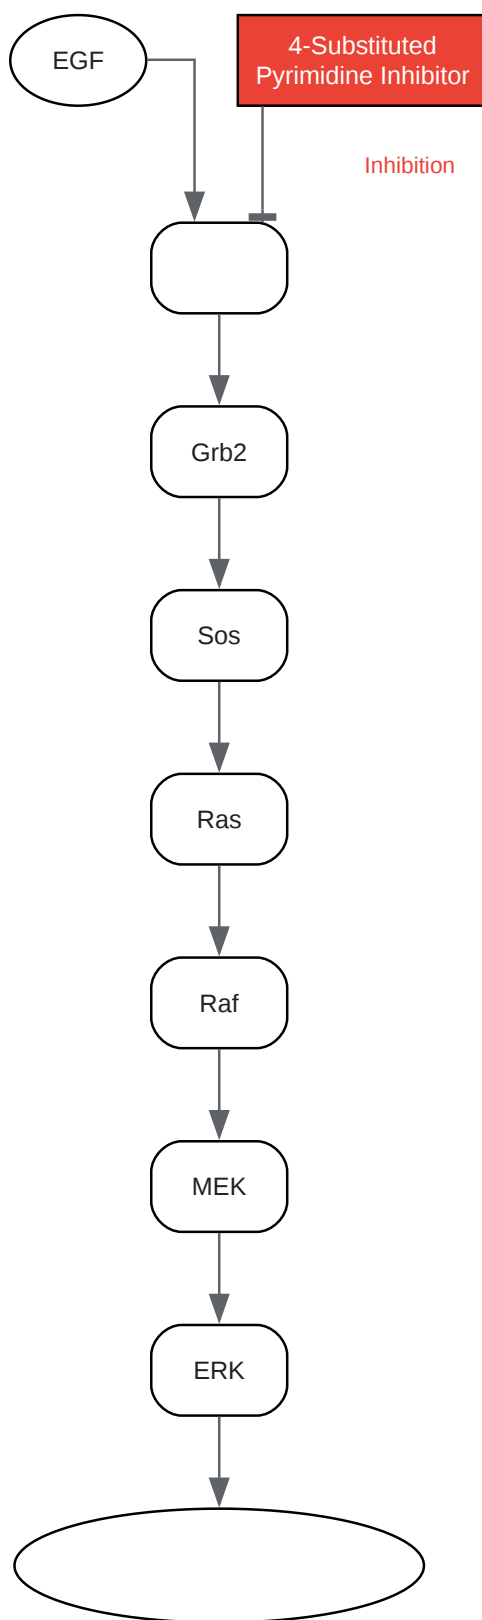 EGF
4-Substituted
Pyrimidine Inhibitor
Inhibition
Grb2
Sos
Ras
Raf
MEK
ERK